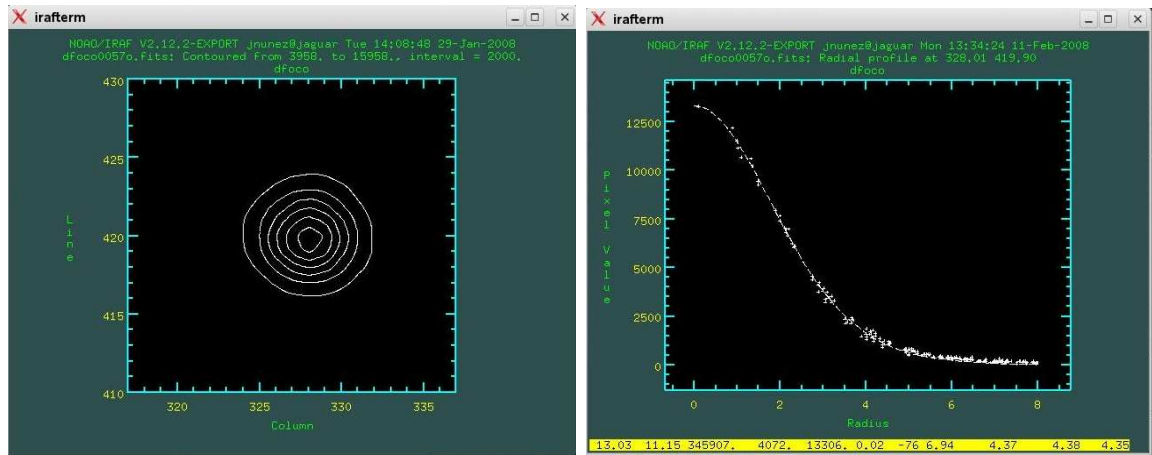 irafterm
NOAO/IRAF V2.12.2-EXPORT jnunez@jaguar Tue 14:08:48 29-Jan-2008
dfoco0057o.fits: Contoured from 3958. to 15958., interval = 2000.
dfoco
430
425
420
415
410
Line
320
325
330
335
Column
irafterm
NOAO/IRAF V2.12.2-EXPORT jnunez@jaguar Mon 13:34:24 11-Feb-2008
dfoco0057o.fits: Radial profile at 328.01 419.90
dfoco
12500
10000
7500
5000
2500
0
Pixel Value
0
2
4
6
8
Radius
13.03 11.15 345907. 4072. 13306. 0.02 -76 6.94 4.37 4.38 4.35